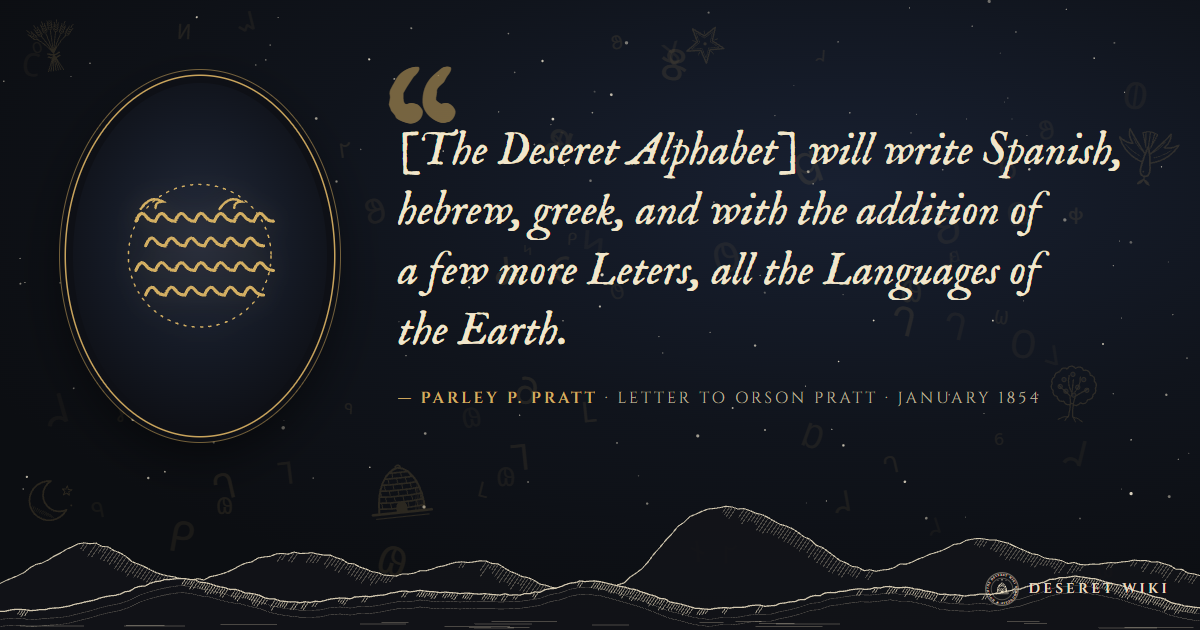 “
[The Deseret Alphabet] will write Spanish,
hebrew, greek, and with the addition of
a few more Leters, all the Languages of
the Earth.
— PARLEY P. PRATT · LETTER TO ORSON PRATT · JANUARY 1854
DESERET WIKI